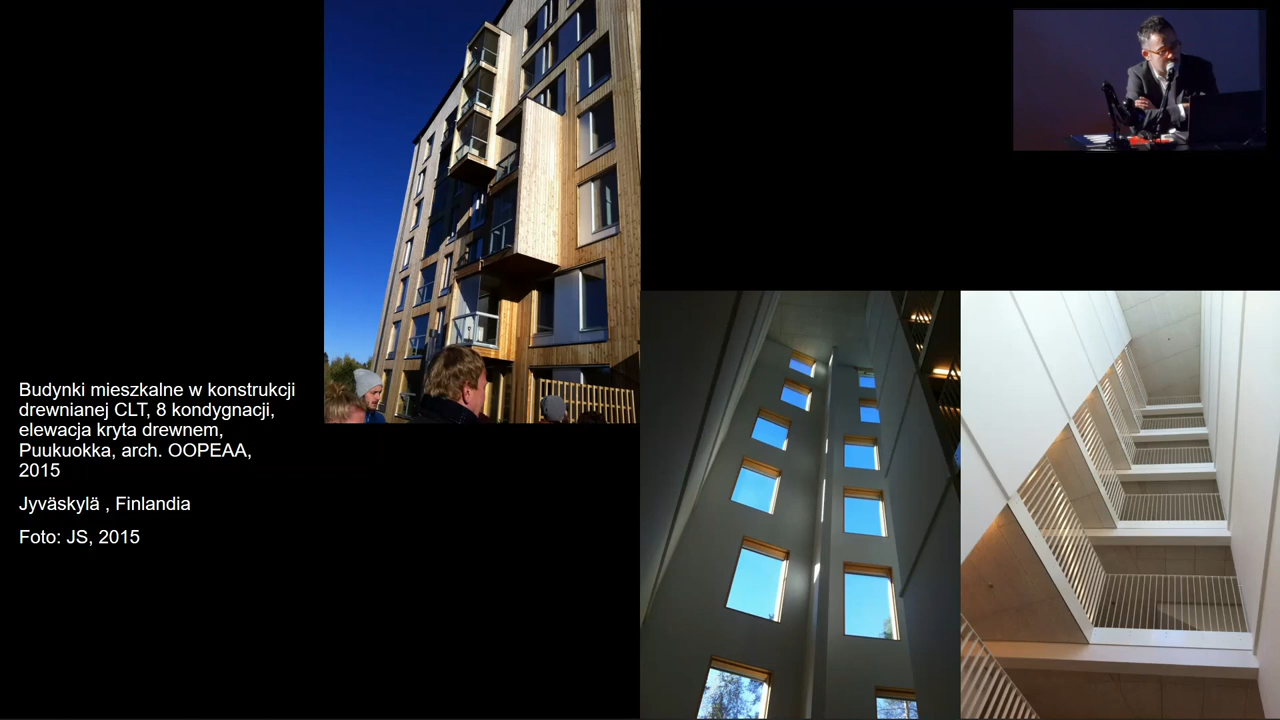 Budynki mieszkalne w konstrukcji
drewnianej CLT, 8 kondygnacji,
elewacja kryta drewnem,
Puukuokka, arch. OOPEAA,
2015
Jyväskylä , Finlandia
Foto: JS, 2015